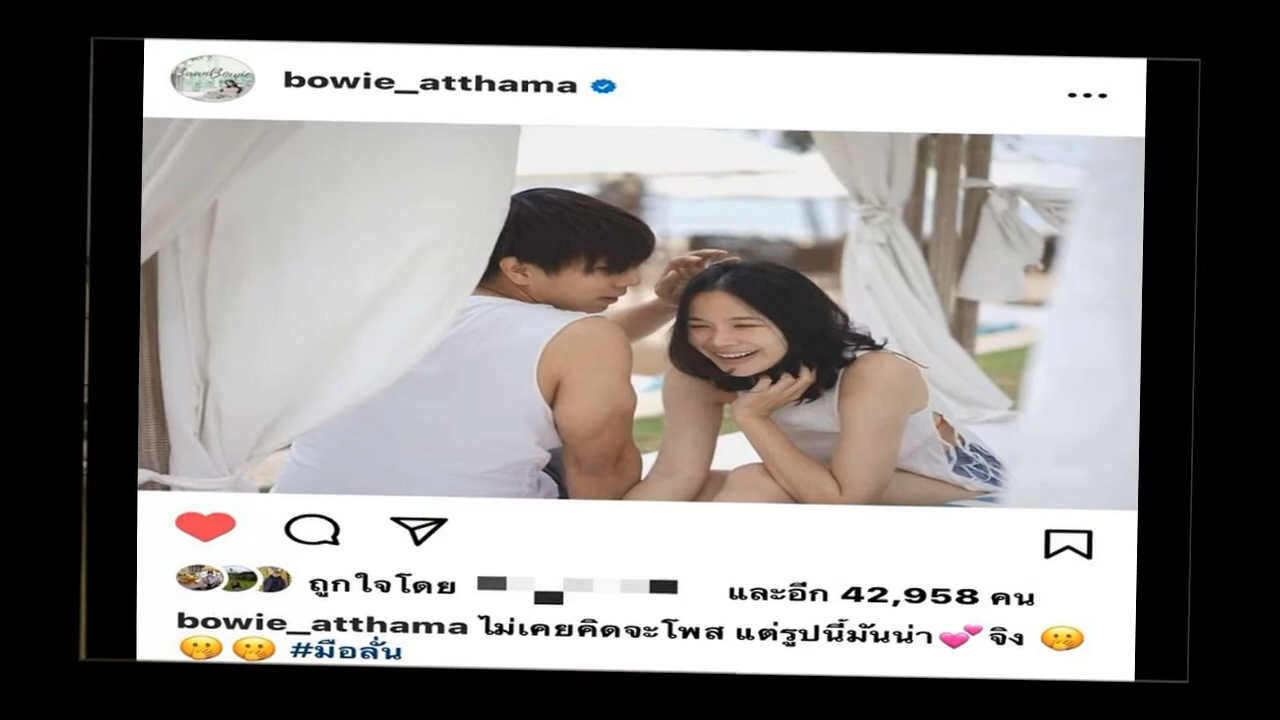 bowie_atthama
ถูกใจโดย และอีก 42,958 คน
bowie_atthama ไม่เคยคิดจะโพส แต่รูปนี้มันน่า💕จริง 🤭
🤭 🤭 #มือลั่น